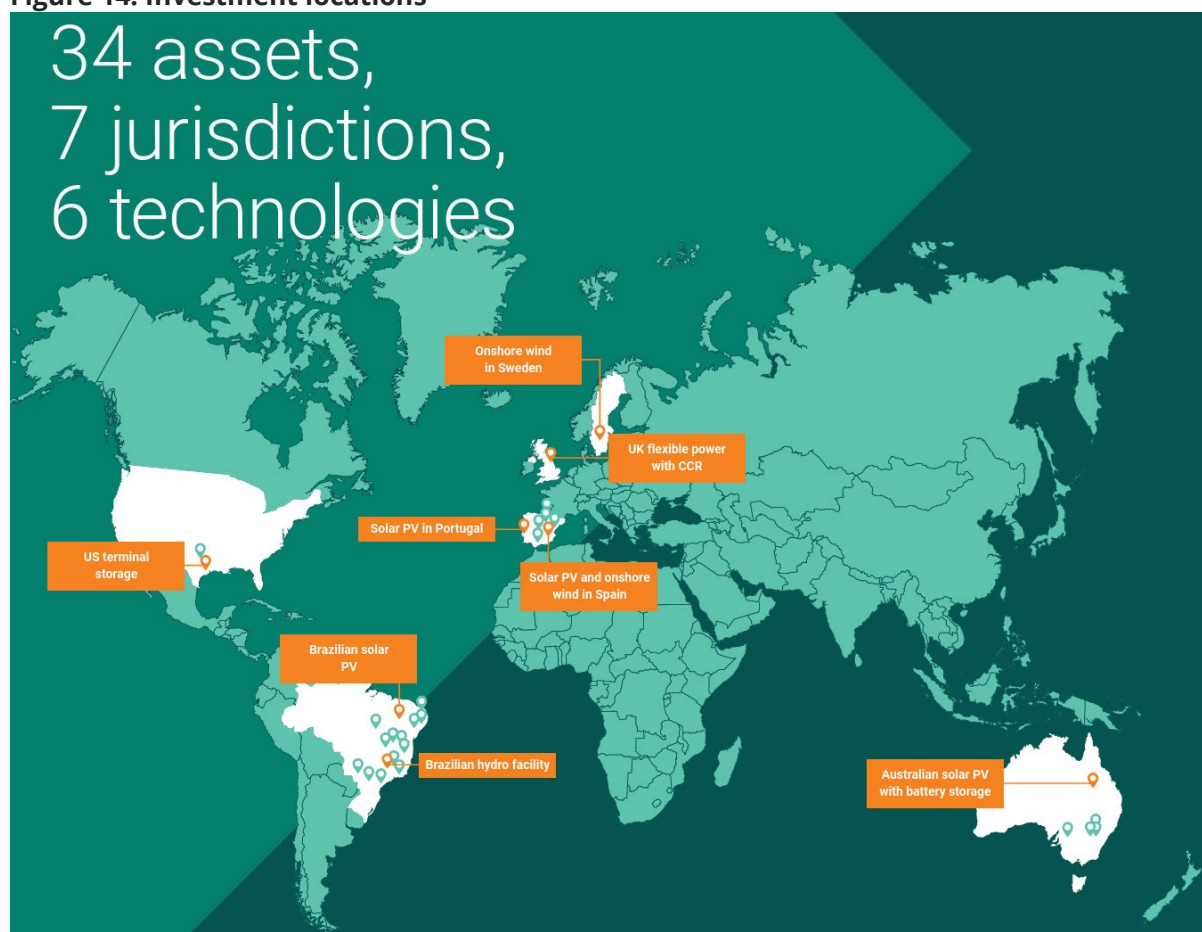 Figure 14: Investment locations
34 assets,
7 jurisdictions,
6 technologies
Onshore wind
in Sweden
UK flexible power
with CCR
Solar PV in Portugal
US terminal
storage
Solar PV and onshore
wind in Spain
Brazilian solar
PV
Brazilian hydro facility
Australian solar PV
with battery storage